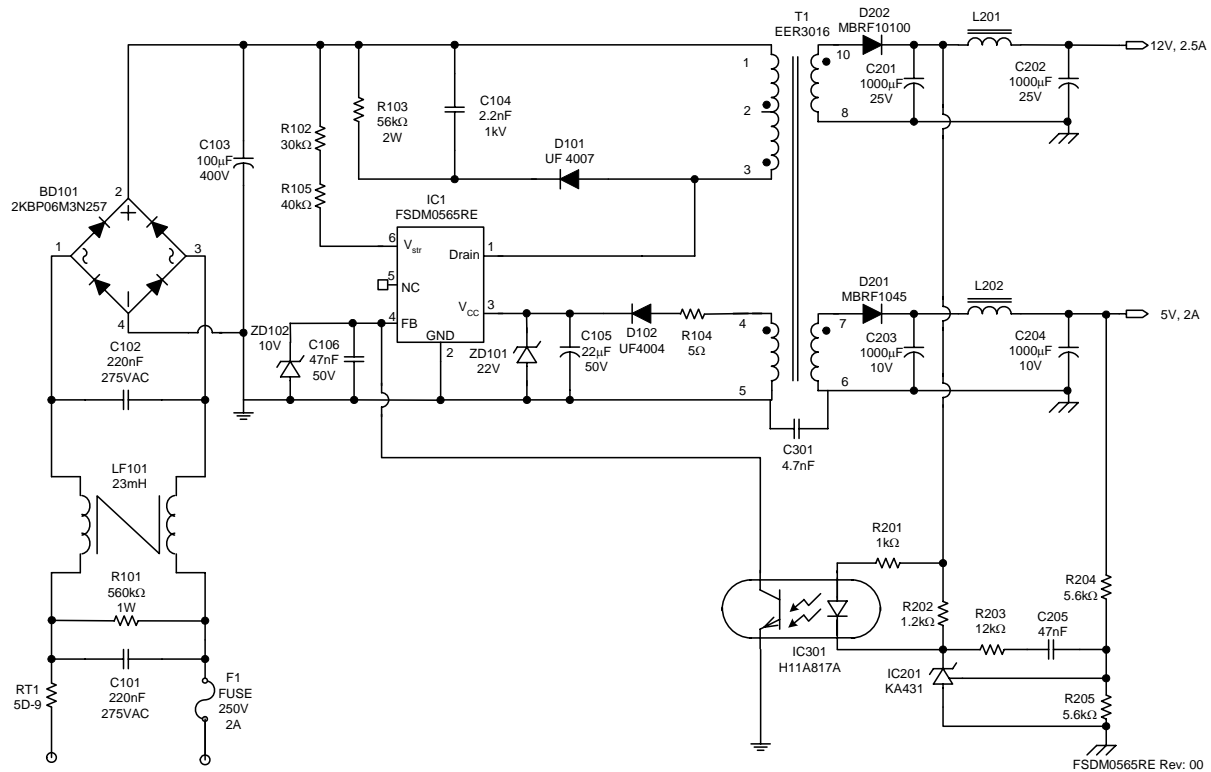 T1
EER3016
D202
MBRF10100
L201
1
2
3
10
8
12V, 2.5A
C201
1000μF
25V
C202
1000μF
25V
R103
56kΩ
2W
C104
2.2nF
1kV
R102
30kΩ
C103
100μF
400V
D101
UF 4007
R105
40kΩ
BD101
2KBP06M3N257
1
2
3
4
IC1
FSDM0565RE
6
Vstr
Drain
1
5
NC
VCC
3
4
FB
GND
2
D201
MBRF1045
L202
4
5
7
6
5V, 2A
C203
1000μF
10V
C204
1000μF
10V
ZD102
10V
C106
47nF
50V
ZD101
22V
C105
22μF
50V
D102
UF4004
R104
5Ω
C102
220nF
275VAC
C301
4.7nF
LF101
23mH
R101
560kΩ
1W
C101
220nF
275VAC
RT1
5D-9
F1
FUSE
250V
2A
R201
1kΩ
R202
1.2kΩ
R203
12kΩ
C205
47nF
R204
5.6kΩ
IC301
H11A817A
IC201
KA431
R205
5.6kΩ
FSDM0565RE Rev: 00